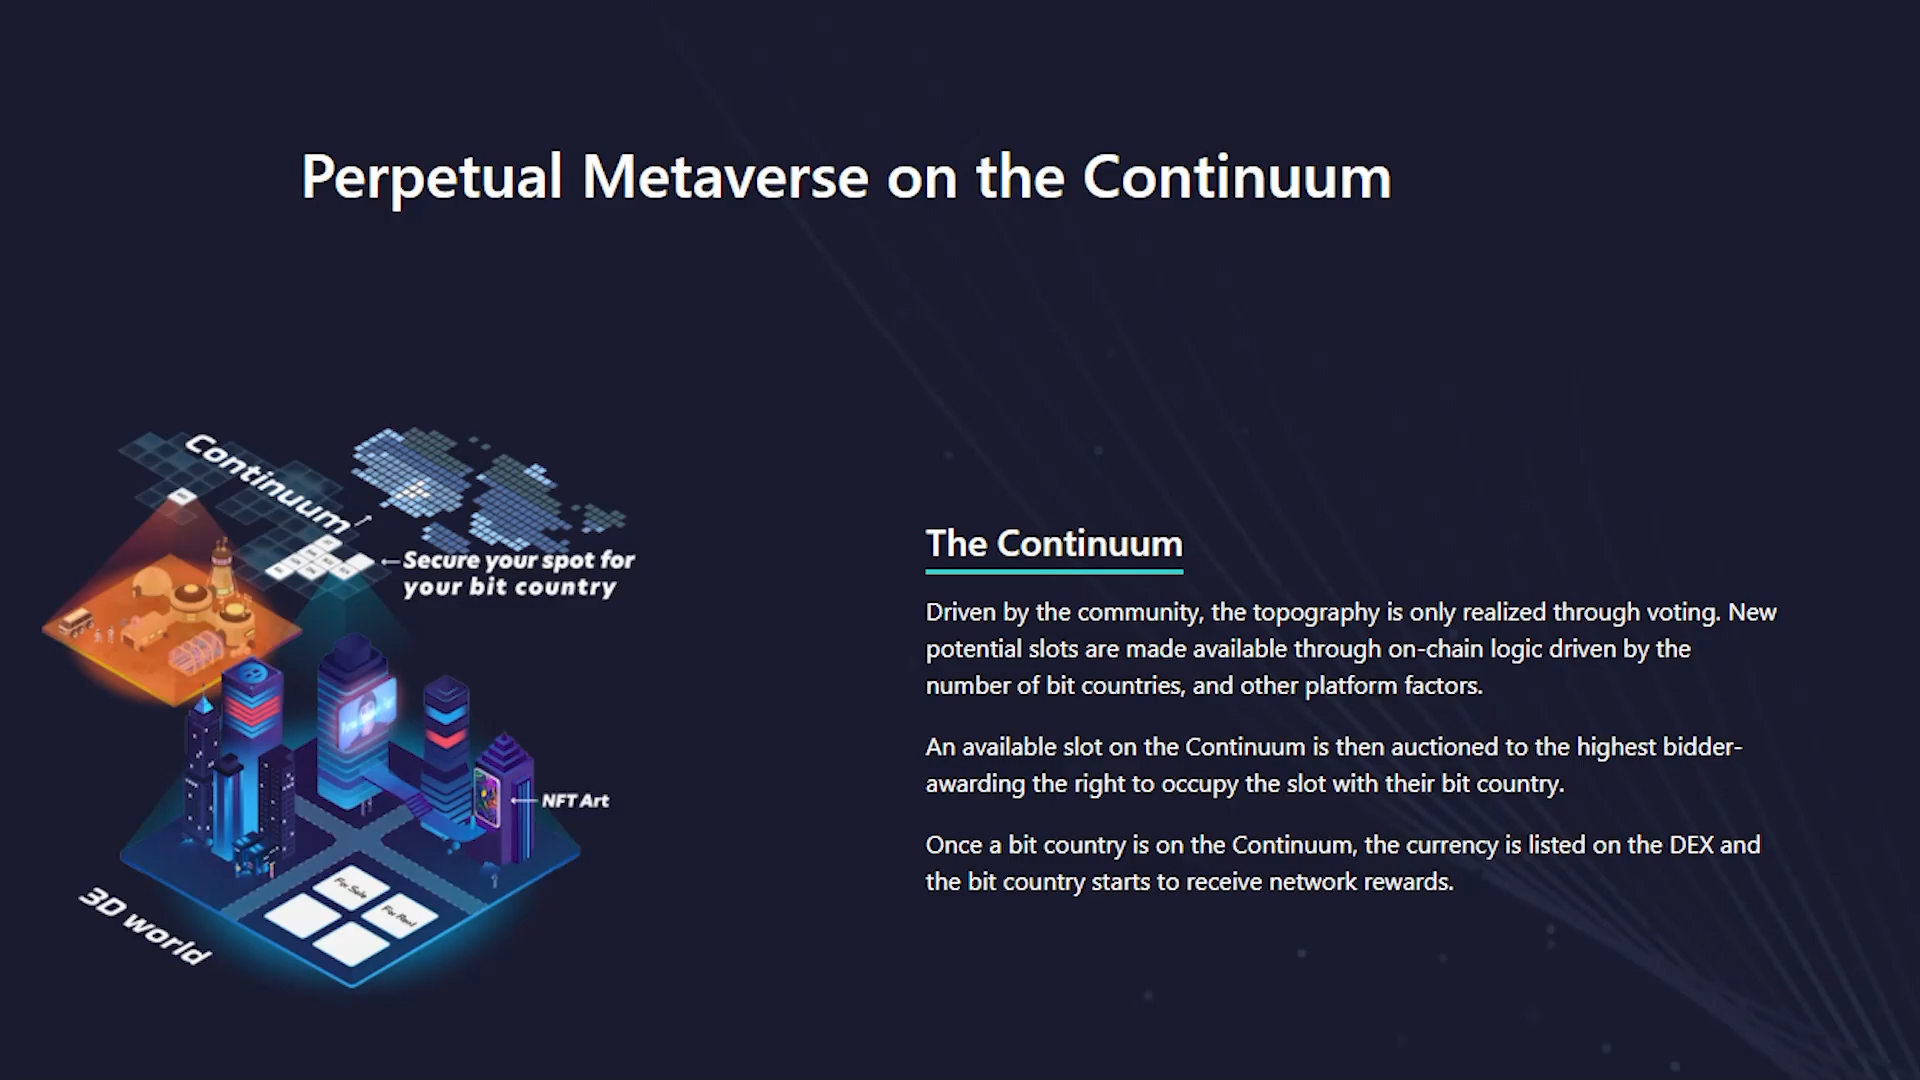 Perpetual Metaverse on the Continuum
Continuum
Secure your spot for
your bit country
NFT Art
For Sale
For Rent
3D world
The Continuum
Driven by the community, the topography is only realized through voting. New
potential slots are made available through on-chain logic driven by the
number of bit countries, and other platform factors.
An available slot on the Continuum is then auctioned to the highest bidder-
awarding the right to occupy the slot with their bit country.
Once a bit country is on the Continuum, the currency is listed on the DEX and
the bit country starts to receive network rewards.